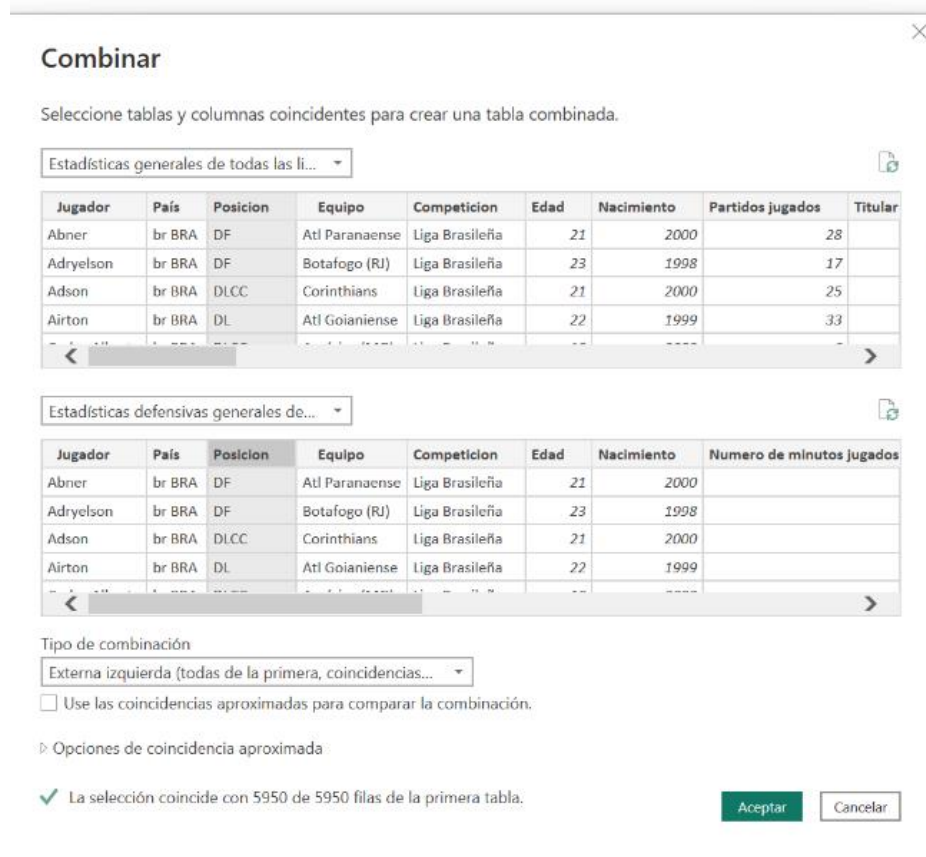 Combinar
Seleccione tablas y columnas coincidentes para crear una tabla combinada.
Estadísticas generales de todas las li...
Jugador País Posicion Equipo Competicion Edad Nacimiento Partidos jugados Titular
Abner br BRA DF Atl Paranaense Liga Brasileña 21 2000 28
Adryelson br BRA DF Botafogo (RJ) Liga Brasileña 23 1998 17
Adson br BRA DLCC Corinthians Liga Brasileña 21 2000 25
Airton br BRA DL Atl Goianiense Liga Brasileña 22 1999 33
Estadísticas defensivas generales de...
Jugador País Posicion Equipo Competicion Edad Nacimiento Numero de minutos jugados
Abner br BRA DF Atl Paranaense Liga Brasileña 21 2000
Adryelson br BRA DF Botafogo (RJ) Liga Brasileña 23 1998
Adson br BRA DLCC Corinthians Liga Brasileña 21 2000
Airton br BRA DL Atl Goianiense Liga Brasileña 22 1999
Tipo de combinación
Externa izquierda (todas de la primera, coincidencias...
Use las coincidencias aproximadas para comparar la combinación.
Opciones de coincidencia aproximada
La selección coincide con 5950 de 5950 filas de la primera tabla.
Aceptar Cancelar